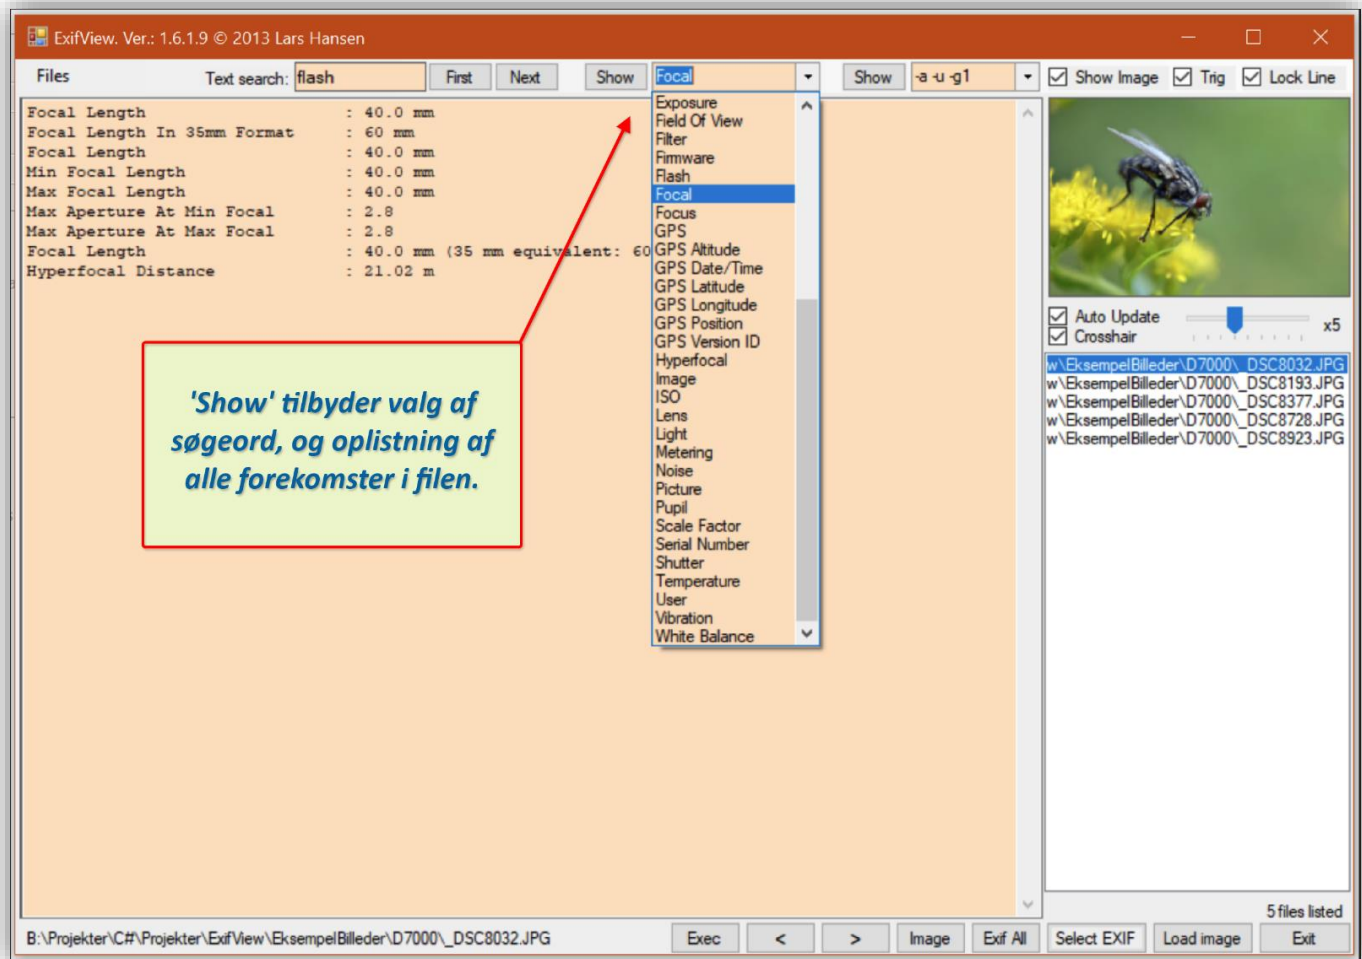 ExifView. Ver.: 1.6.1.9 © 2013 Lars Hansen
Files Text search: flash First Next Show Focal Show -a -u -g1 Show Image Trig Lock Line
Focal Length : 40.0 mm
Focal Length In 35mm Format : 60 mm
Focal Length : 40.0 mm
Min Focal Length : 40.0 mm
Max Focal Length : 40.0 mm
Max Aperture At Min Focal : 2.8
Max Aperture At Max Focal : 2.8
Focal Length : 40.0 mm (35 mm equivalent: 60
Hyperfocal Distance : 21.02 m
Exposure
Field Of View
Filter
Firmware
Flash
Focal
Focus
GPS
GPS Altitude
GPS Date/Time
GPS Latitude
GPS Longitude
GPS Position
GPS Version ID
Hyperfocal
Image
ISO
Lens
Light
Metering
Noise
Picture
Pupil
Scale Factor
Serial Number
Shutter
Temperature
User
Vibration
White Balance
'Show' tilbyder valg af
søgeord, og oplistning af
alle forekomster i filen.
Auto Update
Crosshair
x5
w\EksempelBilleder\D7000\_DSC8032.JPG
w\EksempelBilleder\D7000\_DSC8193.JPG
w\EksempelBilleder\D7000\_DSC8377.JPG
w\EksempelBilleder\D7000\_DSC8728.JPG
w\EksempelBilleder\D7000\_DSC8923.JPG
5 files listed
B:\Projekter\C#\Projekter\ExifView\EksempelBilleder\D7000\_DSC8032.JPG Exec < > Image Exif All Select EXIF Load image Exit